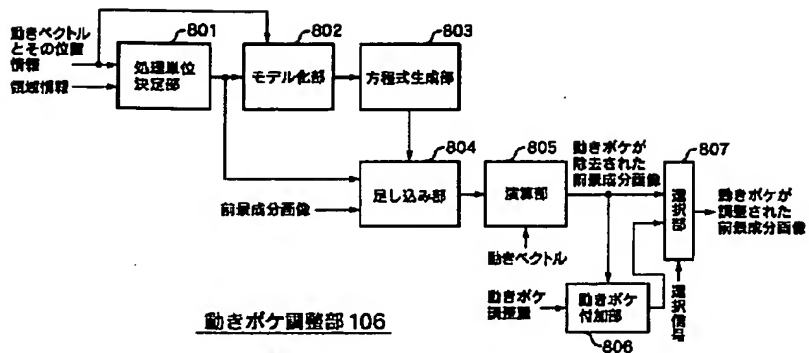 801
802
803
動きベクトル
とその位置
情報
領域情報
処理単位
決定部
モデル化部
方程式生成部
804
805
動きボケが
除去された
前景成分画像
807
足し込み部
演算部
選択部
動きボケが
調整された
前景成分画像
前景成分画像
動きベクトル
動きボケ
調整量
動きボケ
付加部
選択信号
806
動きボケ調整部106